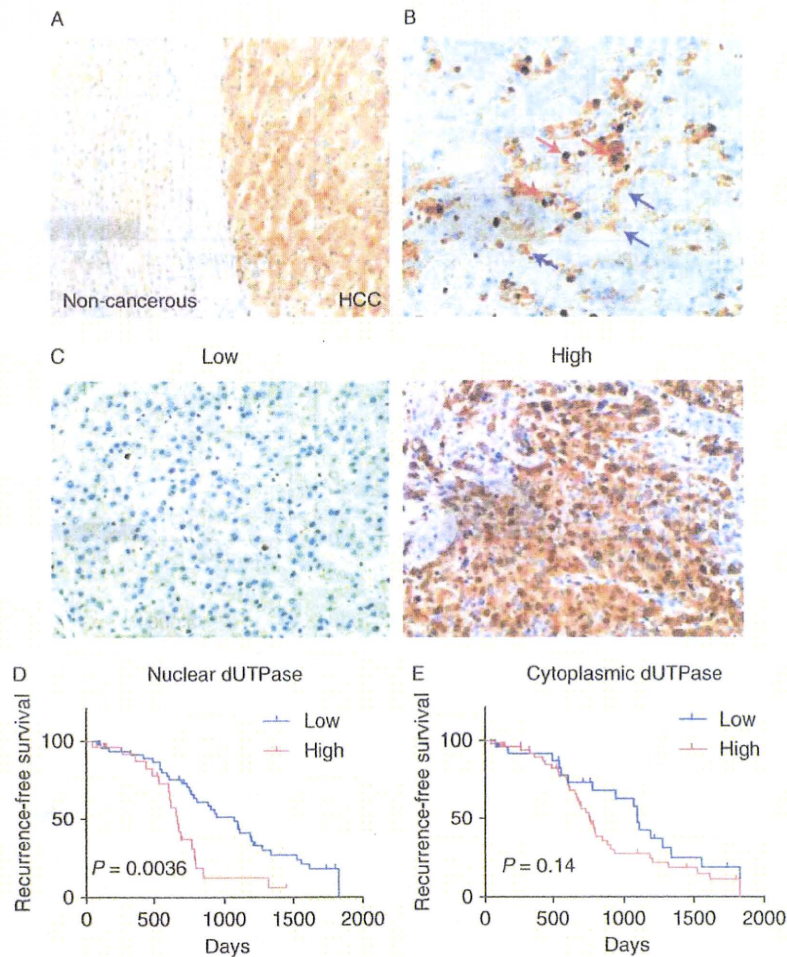 A
B
Non-cancerous
HCC
C
Low
High
D
Nuclear dUTPase
Recurrence-free survival
100
50
0
Low
High
P = 0.0036
0
500
1000
1500
2000
Days
E
Cytoplasmic dUTPase
Recurrence-free survival
100
50
0
Low
High
P = 0.14
0
500
1000
1500
2000
Days